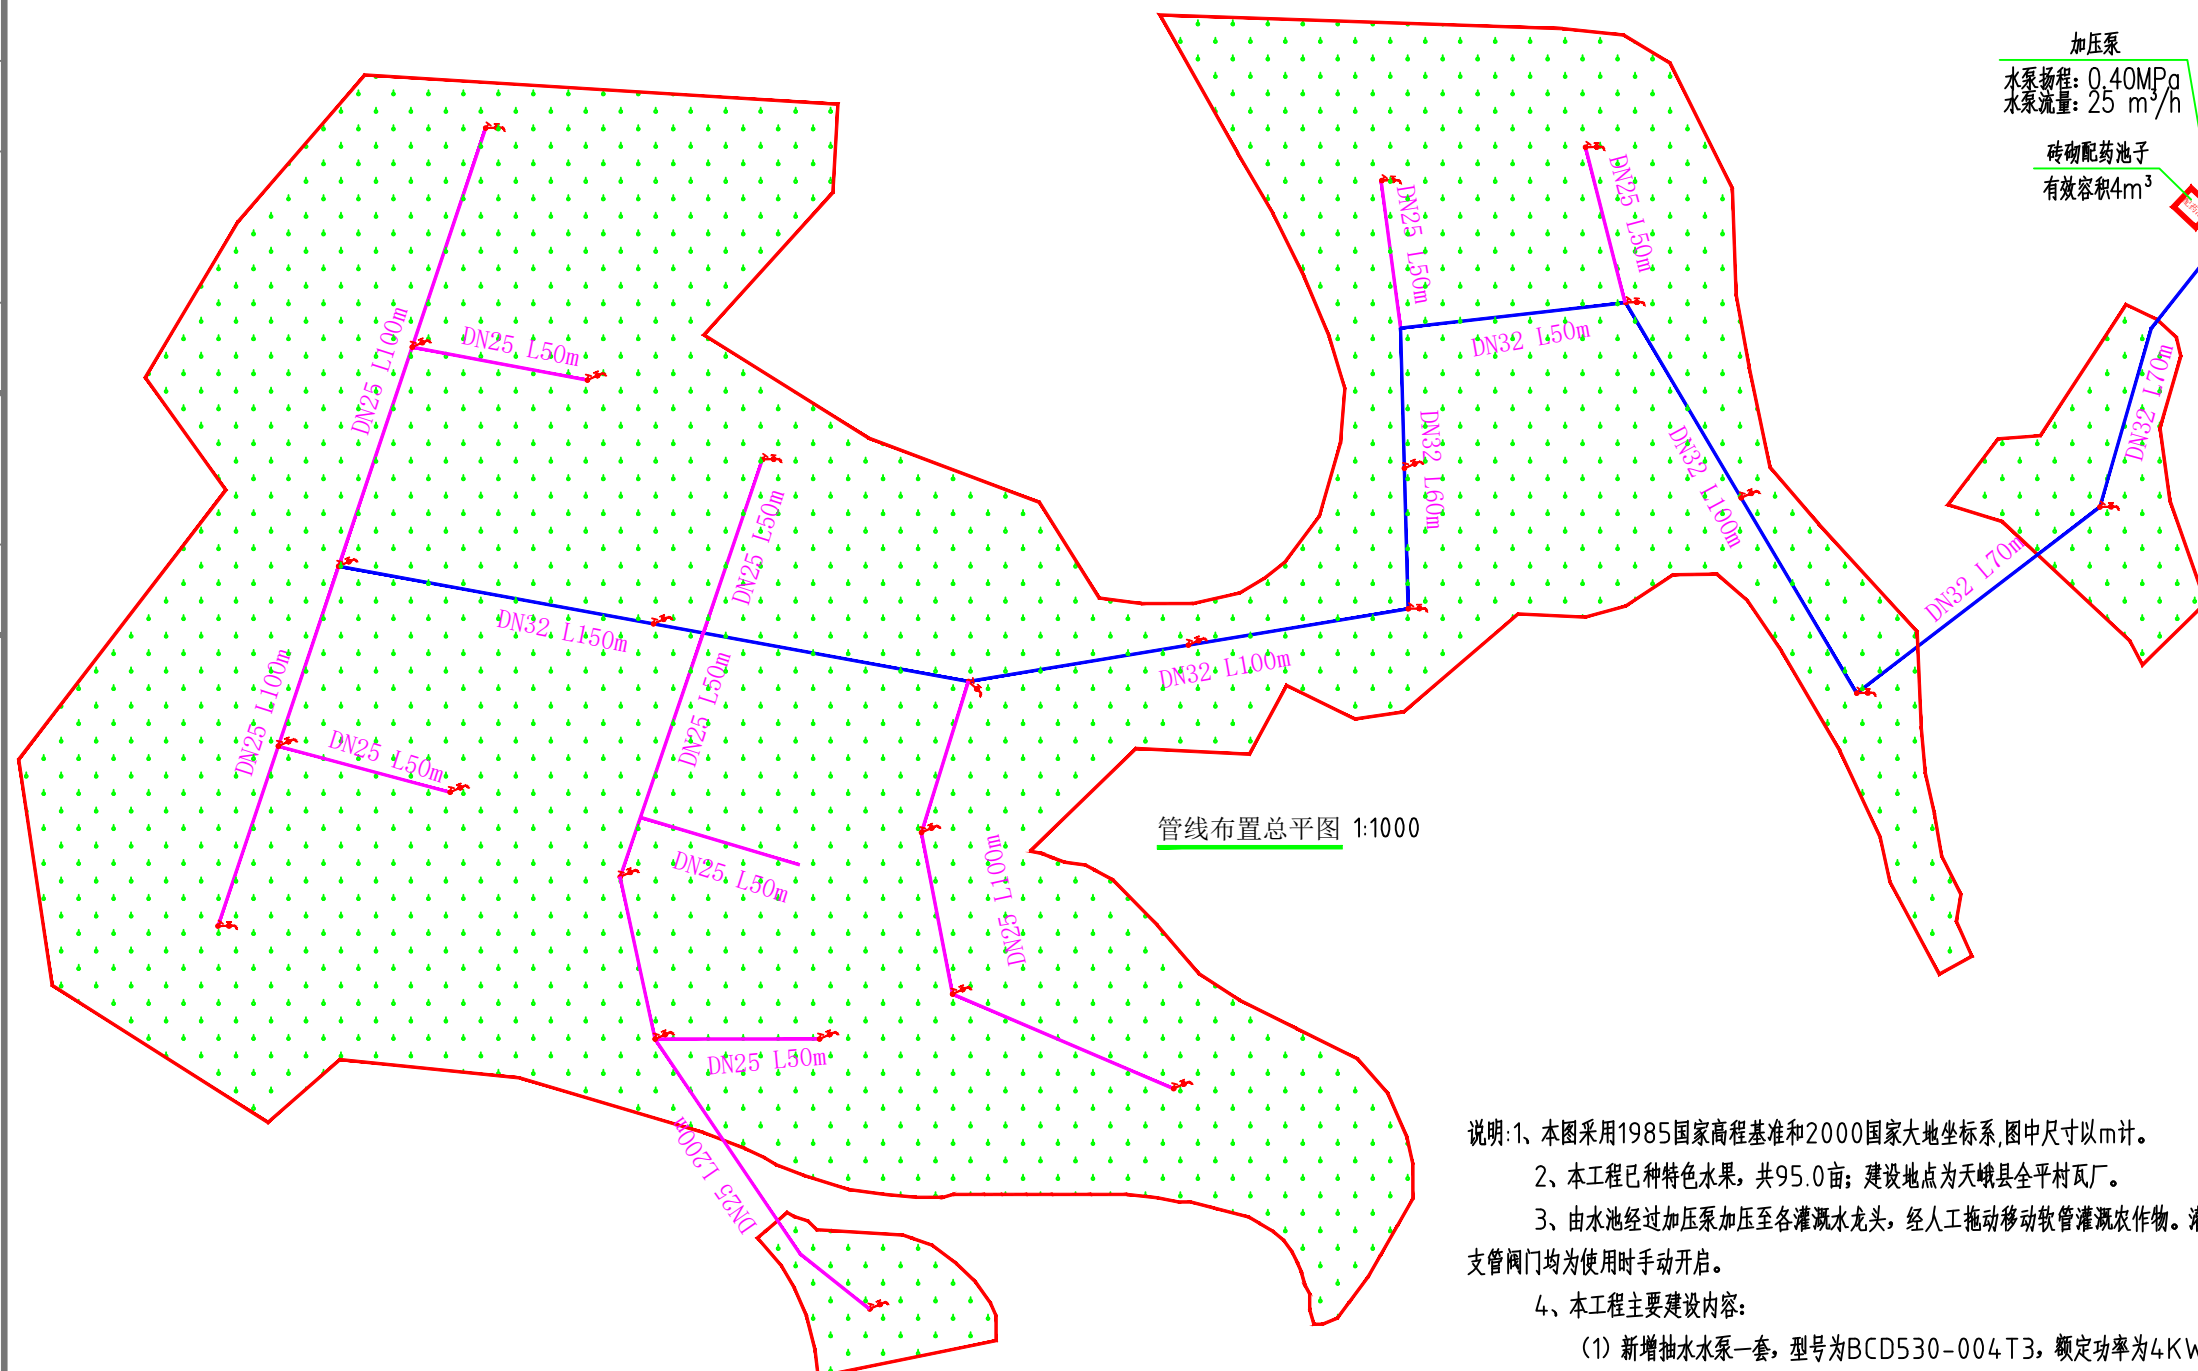 加压泵
水泵扬程：0.40MPa
水泵流量：25 m³/h
砖砌配药池子
有效容积4m³
DN25 L50m
DN25 L50m
DN25 L100m
DN25 L50m
DN32 L50m
DN32 L70m
DN32 L60m
DN32 L100m
DN25 L50m
DN32 L150m
DN32 L70m
DN25 L100m
DN25 L50m
DN32 L100m
DN25 L50m
管线布置总平图 1:1000
DN25 L50m
DN25 L100m
DN25 L50m
DN25 L200m
说明:1、本图采用1985国家高程基准和2000国家大地坐标系,图中尺寸以m计。
2、本工程已种特色水果，共95.0亩；建设地点为天峨县全平村瓦厂。
3、由水池经过加压泵加压至各灌溉水龙头，经人工拖动移动软管灌溉农作物。
支管阀门均为使用时手动开启。
4、本工程主要建设内容：
（1）新增抽水水泵一套，型号为BCD530-004T3，额定功率为4KW